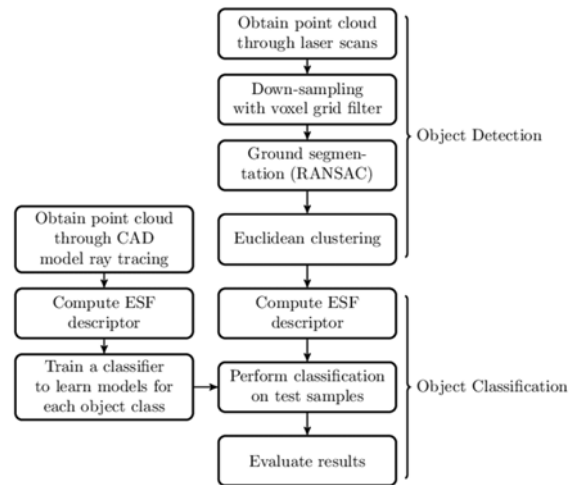 Obtain point cloud
through laser scans
Down-sampling
with voxel grid filter
Ground segmen-
tation (RANSAC)
Euclidean clustering
Object Detection
Obtain point cloud
through CAD
model ray tracing
Compute ESF
descriptor
Train a classifier
to learn models for
each object class
Compute ESF
descriptor
Perform classification
on test samples
Evaluate results
Object Classification